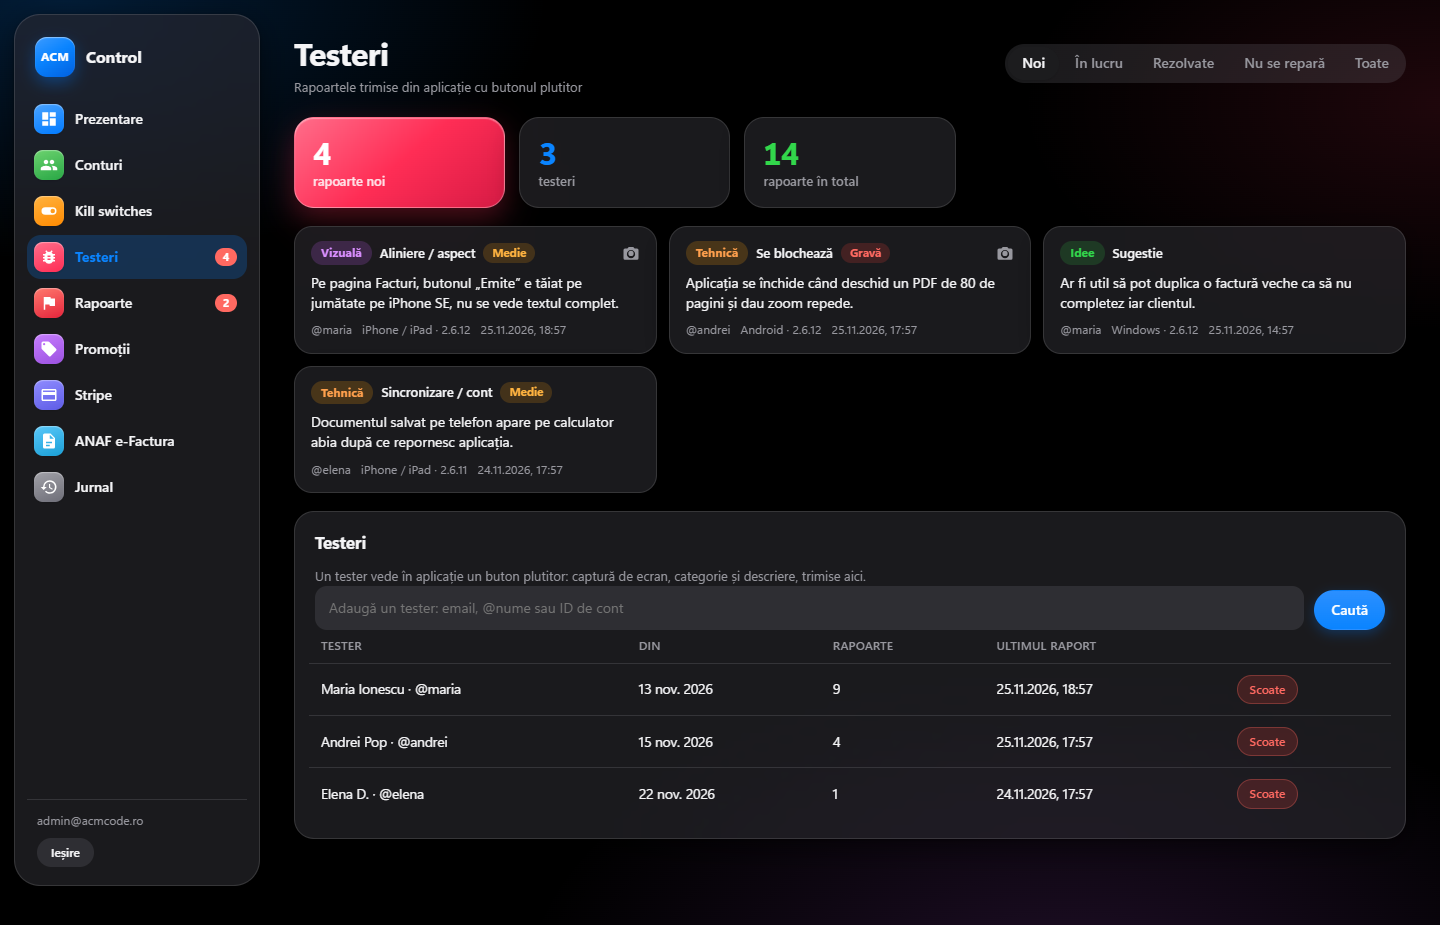 ACM Control
Prezentare
Conturi
Kill switches
Testeri 4
Rapoarte 2
Promoții
Stripe
ANAF e-Factura
Jurnal
admin@acmcode.ro
Ieșire
Testeri
Rapoartele trimise din aplicație cu butonul plutitor
Noi În lucru Rezolvate Nu se repară Toate
4
rapoarte noi
3
testeri
14
rapoarte în total
Vizuală Aliniere / aspect Medie
Pe pagina Facturi, butonul „Emite” e tăiat pe
jumătate pe iPhone SE, nu se vede textul complet.
@maria iPhone / iPad · 2.6.12 25.11.2026, 18:57
Tehnică Se blochează Gravă
Aplicația se închide când deschid un PDF de 80 de
pagini și dau zoom repede.
@andrei Android · 2.6.12 25.11.2026, 17:57
Idee Sugestie
Ar fi util să pot duplica o factură veche ca să nu
completez iar clientul.
@maria Windows · 2.6.12 25.11.2026, 14:57
Tehnică Sincronizare / cont Medie
Documentul salvat pe telefon apare pe calculator
abia după ce repornesc aplicația.
@elena iPhone / iPad · 2.6.11 24.11.2026, 17:57
Testeri
Un tester vede în aplicație un buton plutitor: captură de ecran, categorie și descriere, trimise aici.
Adaugă un tester: email, @nume sau ID de cont Caută
TESTER DIN RAPOARTE ULTIMUL RAPORT
Maria Ionescu · @maria 13 nov. 2026 9 25.11.2026, 18:57 Scoate
Andrei Pop · @andrei 15 nov. 2026 4 25.11.2026, 17:57 Scoate
Elena D. · @elena 22 nov. 2026 1 24.11.2026, 17:57 Scoate